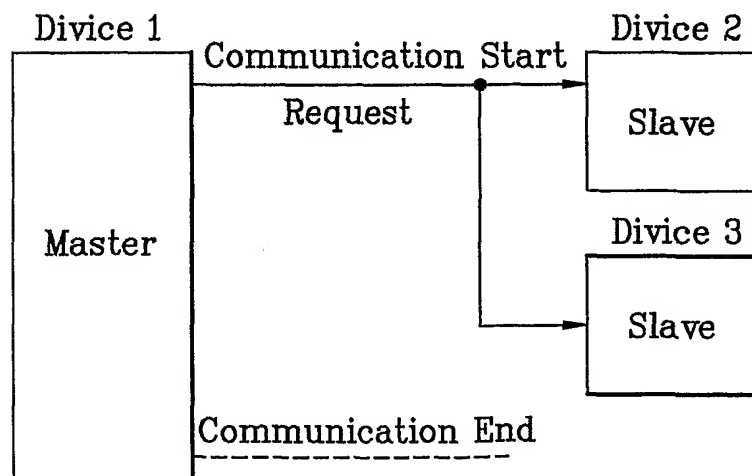 Divice 1
Divice 2
Communication Start
Request
Slave
Master
Divice 3
Slave
Communication End